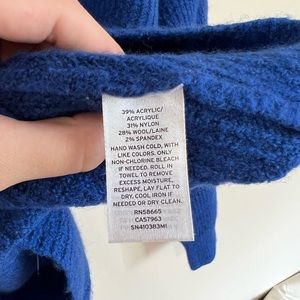 39% ACRYLIC/
ACRYLIQUE
31% NYLON
28% WOOL/LAINE
2% SPANDEX
HAND WASH COLD, WITH
LIKE COLORS. ONLY
NON-CHLORINE BLEACH
IF NEEDED. ROLL IN
TOWEL TO REMOVE
EXCESS MOISTURE,
RESHAPE, LAY FLAT TO
DRY. COOL IRON IF
NEEDED OR DRY CLEAN.
RN58665
CA57963
SN410383MI